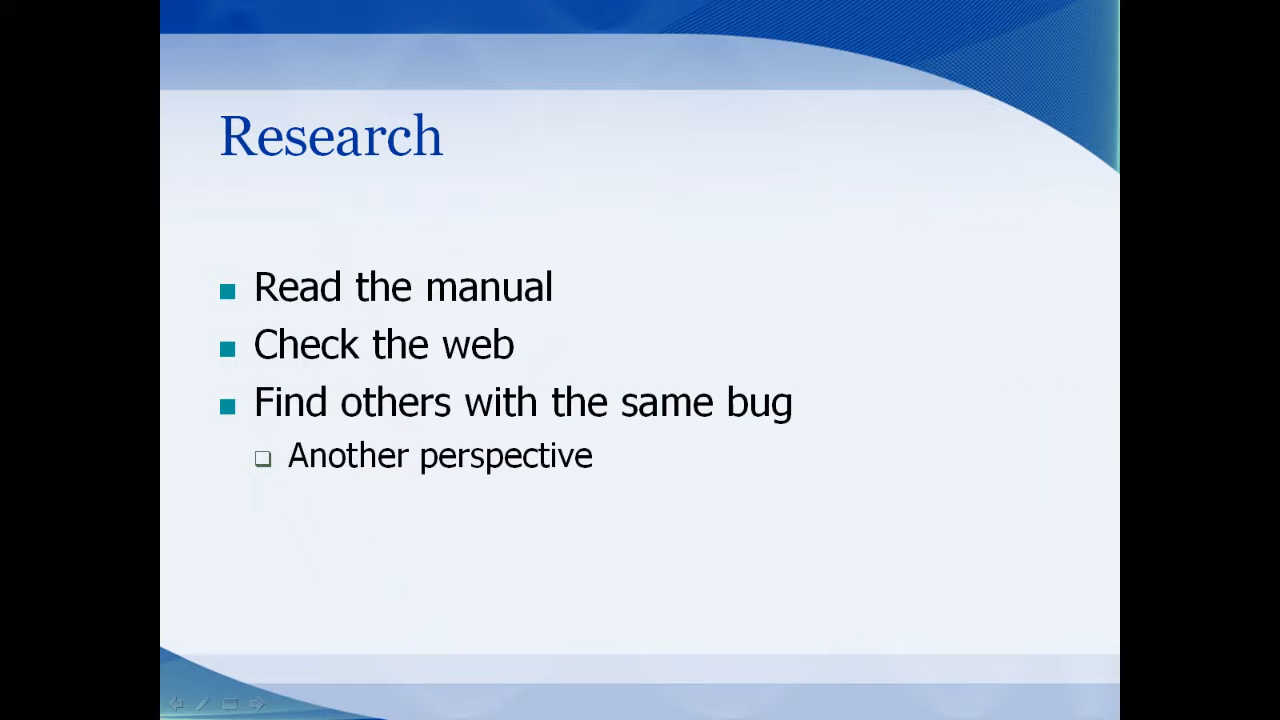 Research
Read the manual
Check the web
Find others with the same bug
Another perspective